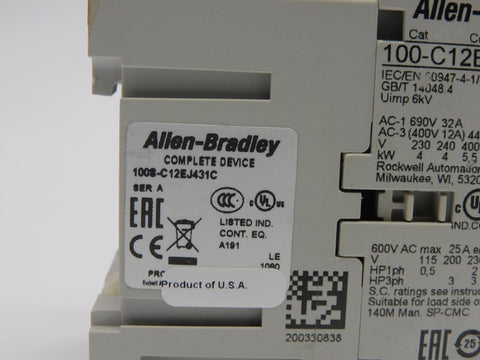 Allen-Bradley
COMPLETE DEVICE
100S-C12EJ431C
SER A
LISTED IND.
CONT. EQ.
A191
LE
1080
Product of U.S.A.
200330838
Allen-
Cat
100-C12E
IEC/EN 60947-4-1/
GB/T 14048.4
Uimp 6kV
AC-1 690V 32A
AC-3 (400V 12A) 44
V 230 240 400
kW 4 4 5,5
Rockwell Automation
Milwaukee, WI, 5320
600V AC max 25A
V 115 200 230
HP1ph 0,5 2
HP3ph 3 3
S.C. ratings see instruc
Suitable for load side o
140M Man. SP-CMC
EAC 25